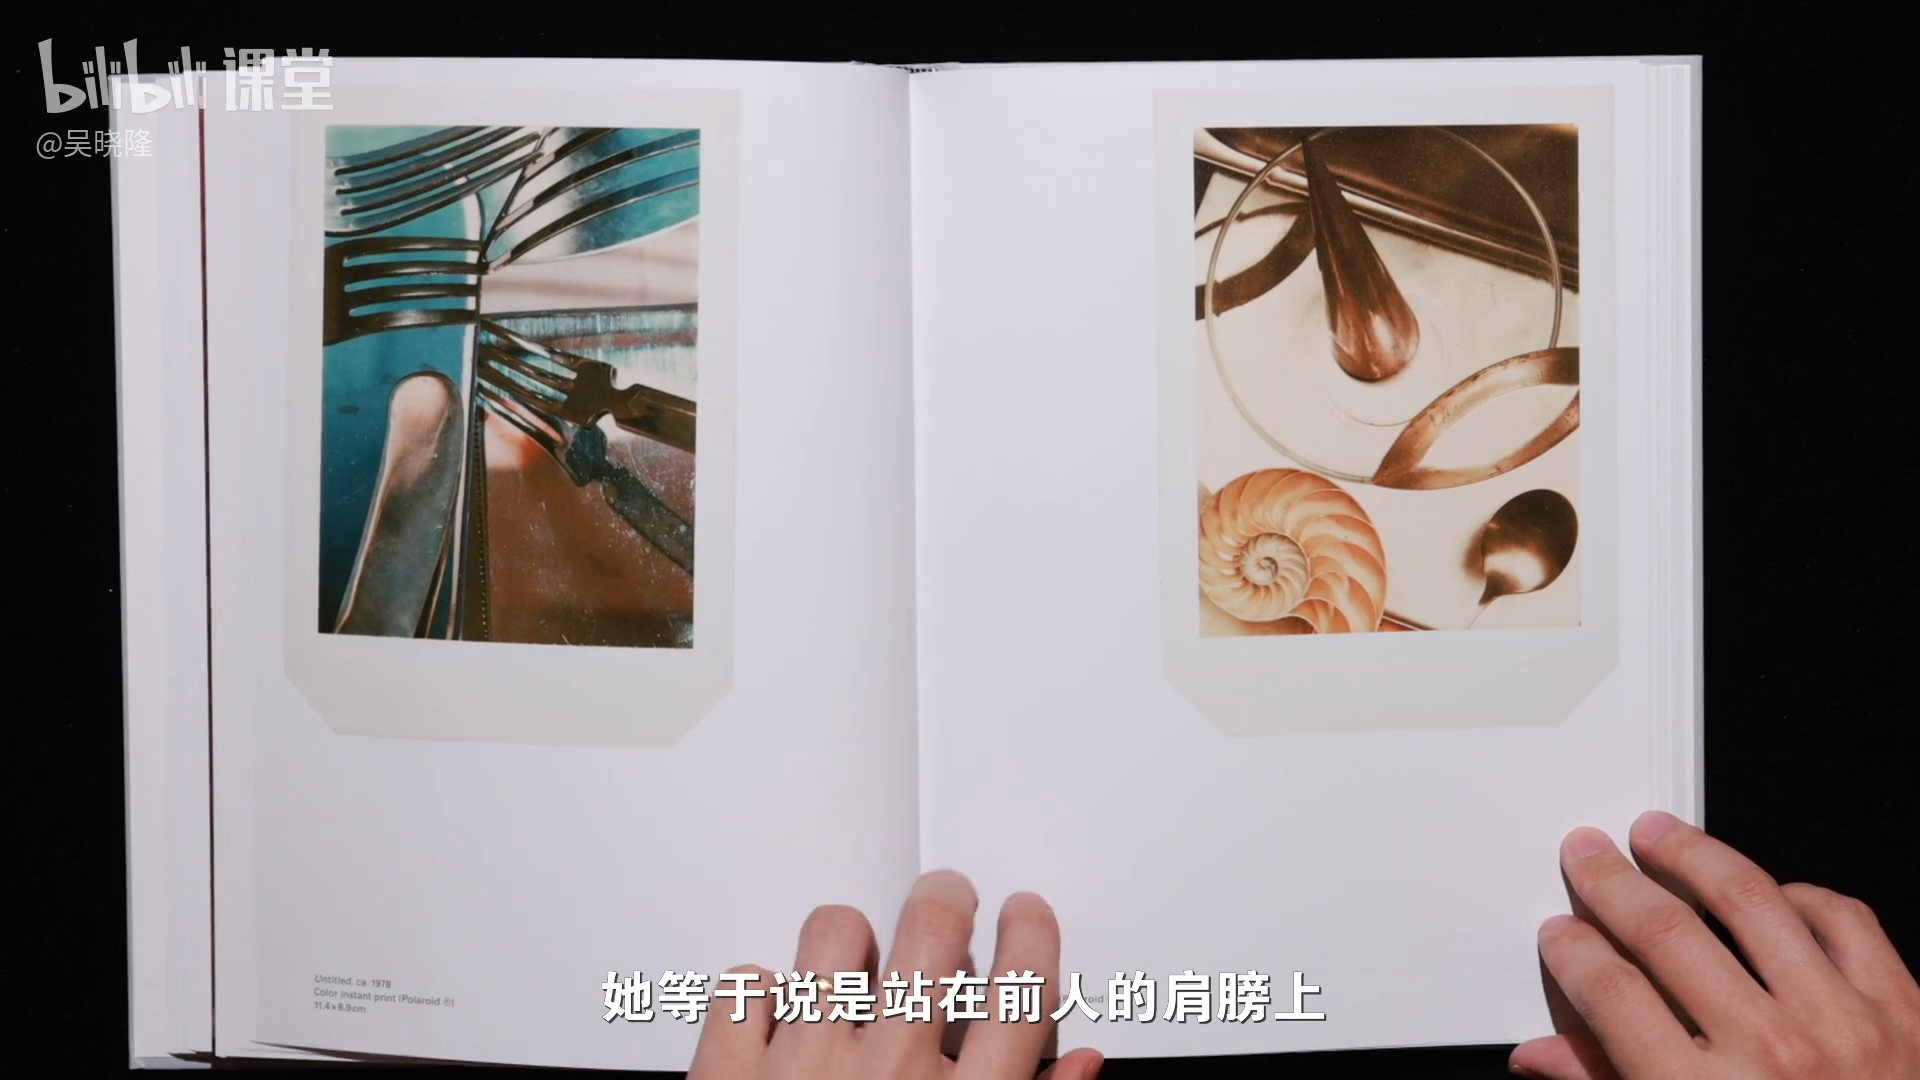 bilibili 课堂
@吴晓隆
Untitled, ca. 1978
Color instant print (Polaroid ®)
11.4 x 8.9 cm
她等于说是站在前人的肩膀上